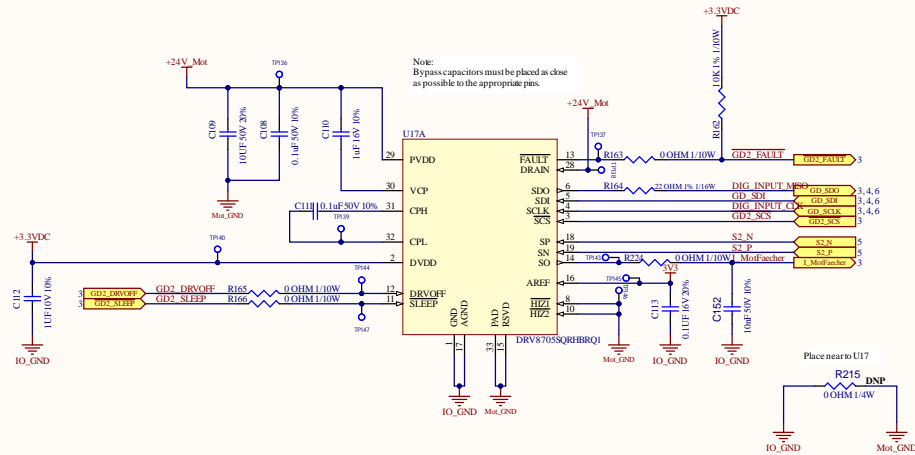 +3.3VDC
10K 1% 1/10W
R162
+24V_Mot
TP136
Note:
Bypass capacitors must be placed as close
as possible to the appropriate pins.
+24V_Mot
C109
10UF 50V 20%
C108
0.1uF 50V 10%
C110
1uF 16V 10%
Mot_GND
U17A
29 PVDD
30 VCP
31 CPH
32 CPL
2 DVDD
12 DRVOFF
11 SLEEP
FAULT 13
DRAIN 28
SDO 6
SDI 5
SCLK 4
SCS 3
SP 18
SN 19
SO 14
AREF 16
HIZ1 8
HIZ2 10
GND 1
AGND 17
PAD 33
RSVD 15
DRV8705SQRHBRQ1
C111 0.1uF 50V 10%
TP139
TP137
TP138
R163 0 OHM 1/10W GD2_FAULT
GD2_FAULT 3
R164 22 OHM 1% 1/16W DIG_INPUT_MISO
GD_SDO 3, 4, 6
GD_SDI
GD_SDI 3, 4, 6
DIG_INPUT_CLK
GD_SCLK 3, 4, 6
GD2_SCS
GD2_SCS 3
S2_N
S2_N 5
S2_P
S2_P 5
TP143 R224 0 OHM 1/10W I_MotFaecher
I_MotFaecher 3
+3.3VDC
TP140
C112
1UF 10V 10%
IO_GND
TP144
3 GD2_DRVOFF GD2_DRVOFF R165 0 OHM 1/10W
3 GD2_SLEEP GD2_SLEEP R166 0 OHM 1/10W
TP147
TP145
TP146
3V3
C113
0.1UF 16V 20%
C152
10nF 50V 10%
Mot_GND
IO_GND
IO_GND
IO_GND
Mot_GND
Place near to U17
R215
DNP
0 OHM 1/4W
IO_GND
Mot_GND